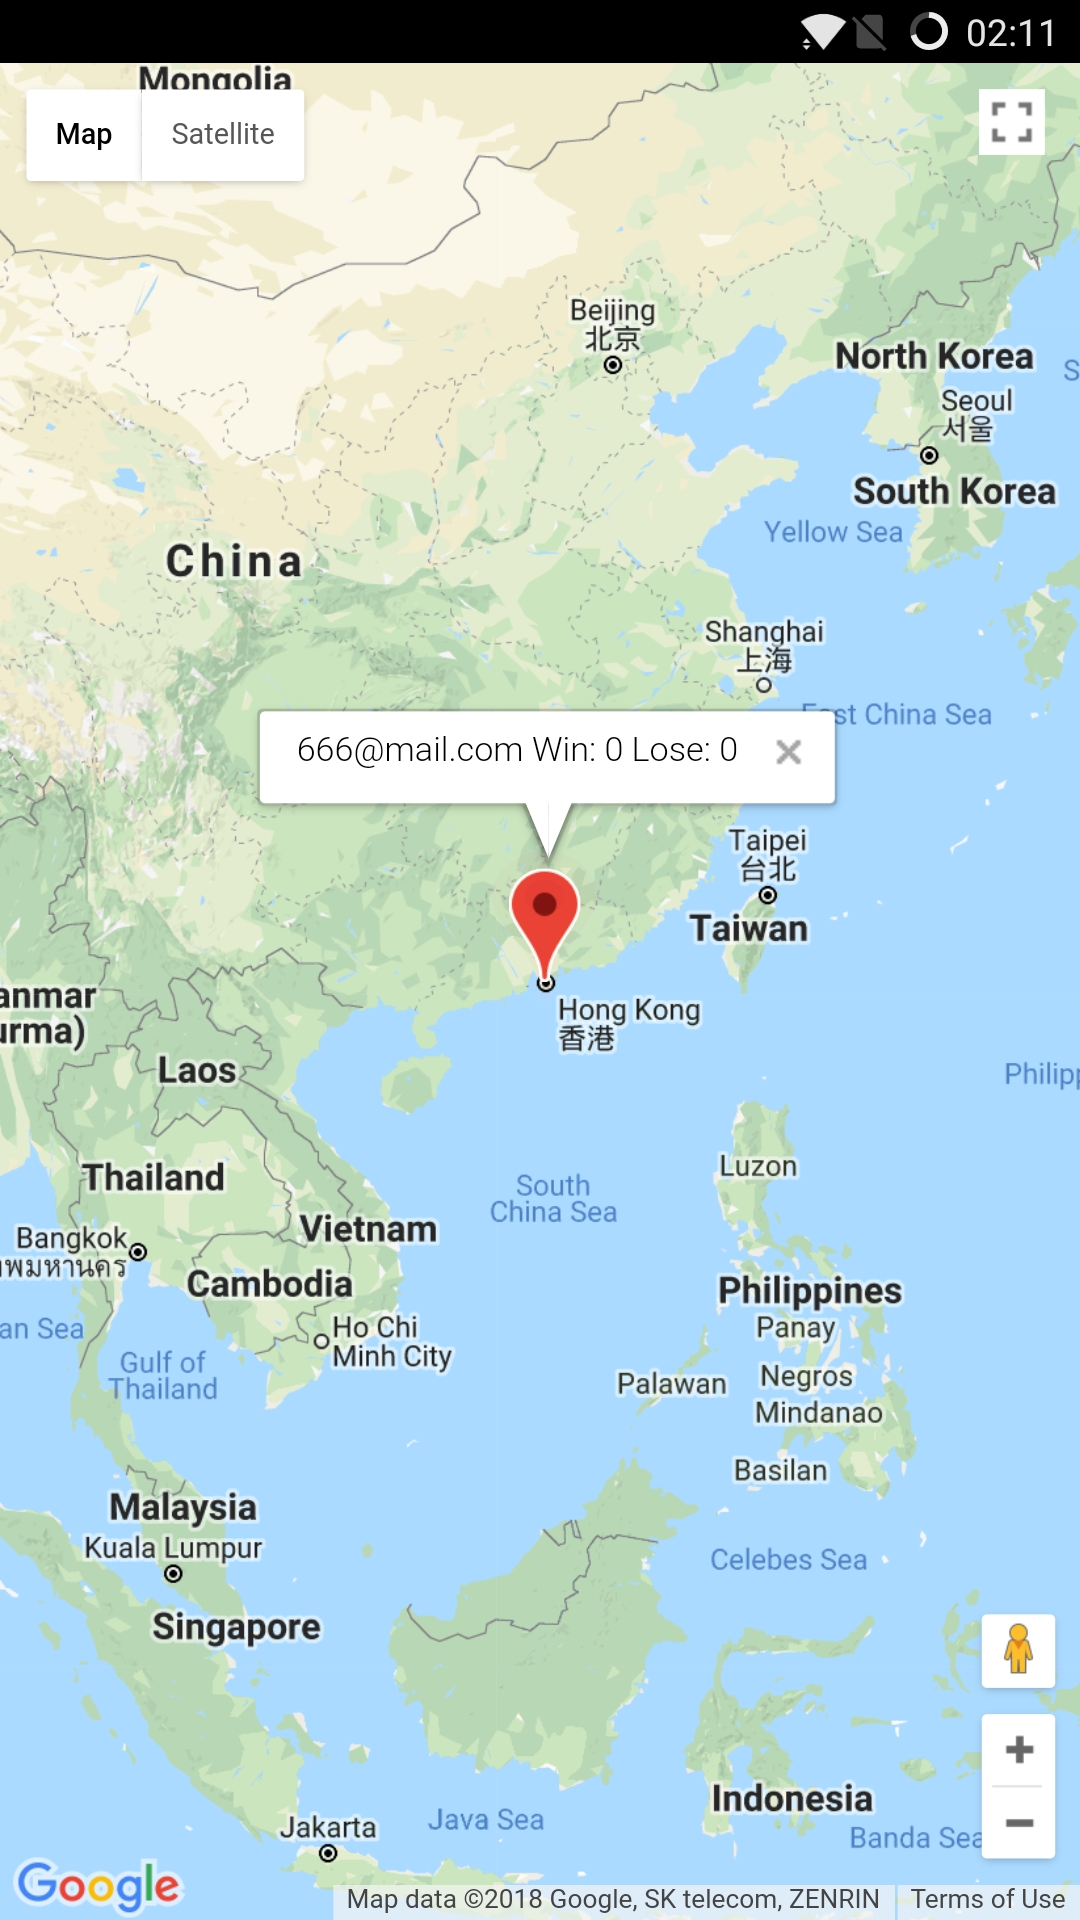 02:11
Mongolia
Map
Satellite
Beijing
北京
North Korea
S
Seoul
서울
South Korea
Yellow Sea
China
Shanghai
上海
East China Sea
666@mail.com Win: 0 Lose: 0
Taipei
台北
Taiwan
anmar
urma)
Hong Kong
香港
Laos
Philipp
Luzon
Thailand
South
China Sea
Vietnam
Bangkok
พมหานคร
Cambodia
Philippines
an Sea
Ho Chi
Minh City
Panay
Gulf of
Thailand
Palawan
Negros
Mindanao
Basilan
Malaysia
Kuala Lumpur
Celebes Sea
Singapore
Indonesia
Java Sea
Jakarta
Banda Sea
Google
Map data ©2018 Google, SK telecom, ZENRIN
Terms of Use